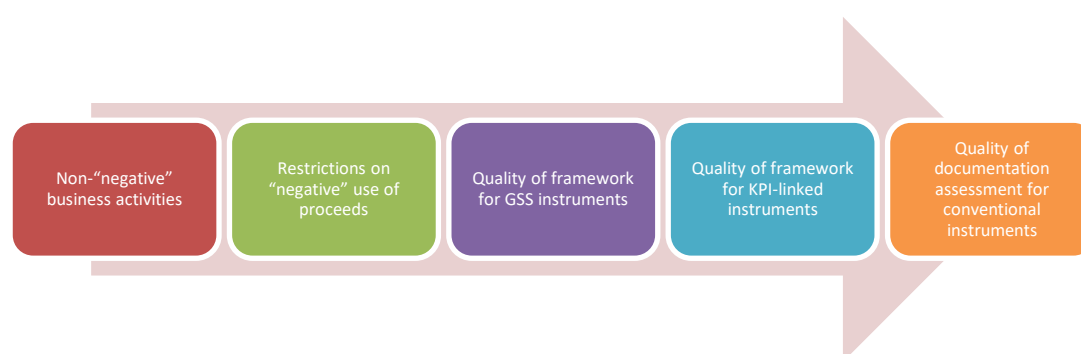 Non-“negative”
business activities
Restrictions on
“negative” use of
proceeds
Quality of framework
for GSS instruments
Quality of framework
for KPI-linked
instruments
Quality of
documentation
assessment for
conventional
instruments